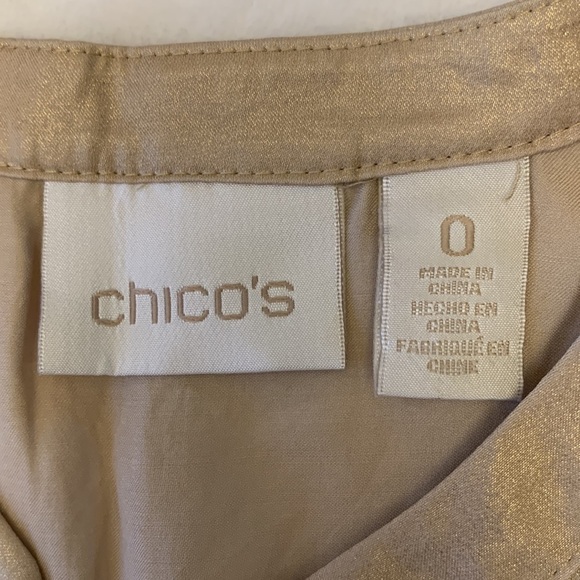 chico's
0
MADE IN
CHINA
HECHO EN
CHINA
FABRIQUÉ EN
CHINE